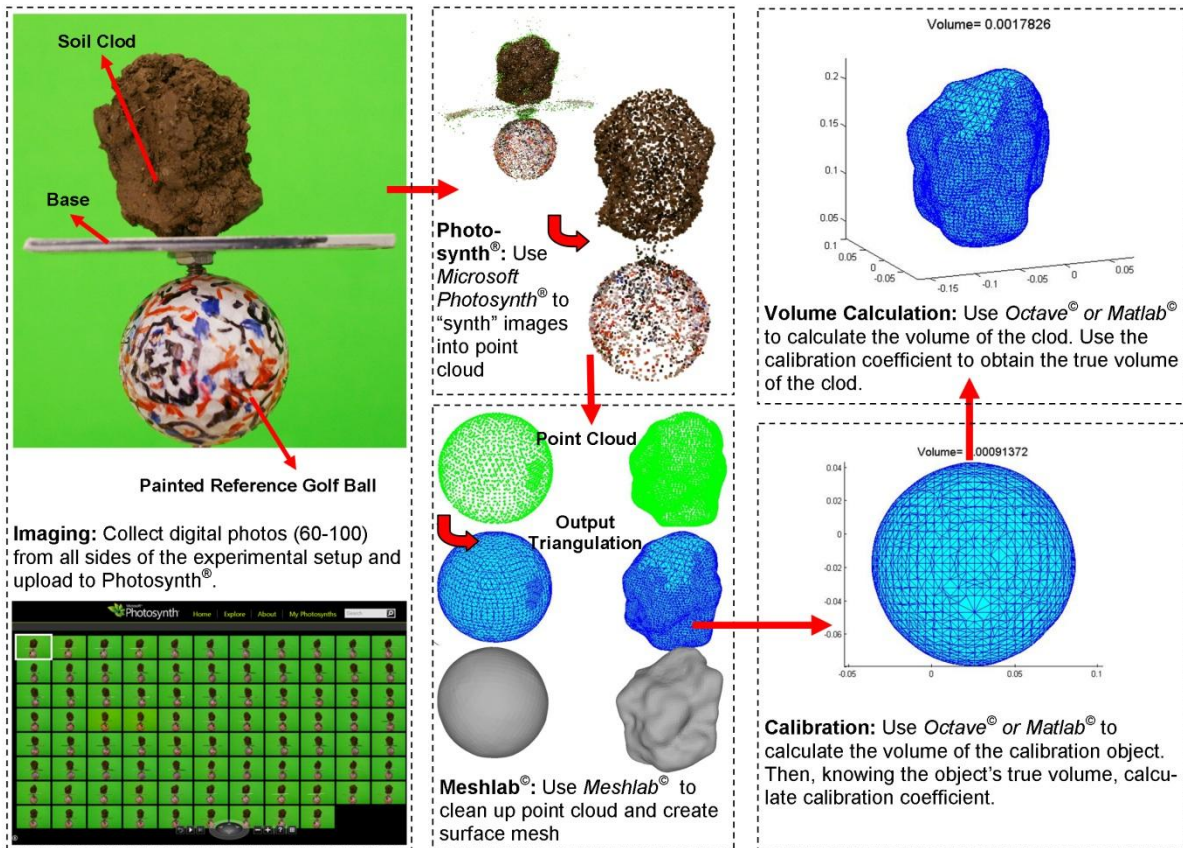 Soil Clod
Base
Painted Reference Golf Ball
Imaging: Collect digital photos (60-100)
from all sides of the experimental setup and
upload to Photosynth®.
Microsoft
Photosynth™
Home | Explore | About | My Photosynths
Search
®
Photo-
synth®: Use
Microsoft
Photosynth® to
“synth” images
into point
cloud
Point Cloud
Output
Triangulation
Meshlab©: Use Meshlab© to
clean up point cloud and create
surface mesh
Volume= 0.0017826
0.2
0.15
0.1
0.05
0.1
0.05
0
-0.05
-0.15
-0.1
-0.05
0
0.05
Volume Calculation: Use Octave© or Matlab©
to calculate the volume of the clod. Use the
calibration coefficient to obtain the true volume
of the clod.
Volume= .00091372
0.04
0.02
0
-0.02
-0.04
-0.06
-0.05
0
0.05
0.1
Calibration: Use Octave© or Matlab© to
calculate the volume of the calibration object.
Then, knowing the object’s true volume, calcu-
late calibration coefficient.